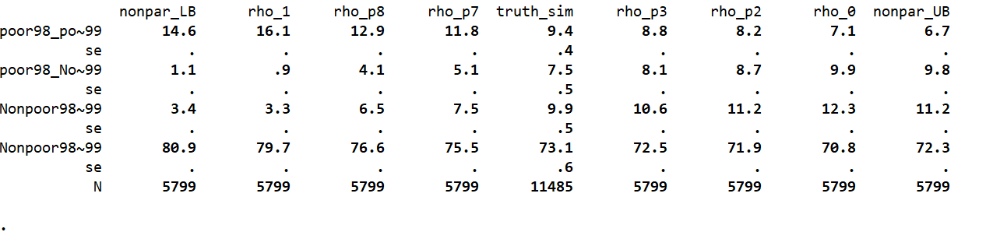 nonpar_LB rho_1 rho_p8 rho_p7 truth_sim rho_p3 rho_p2 rho_0 nonpar_UB
poor98_po~99 14.6 16.1 12.9 11.8 9.4 8.8 8.2 7.1 6.7
se . . . . .4 . . . .
poor98_No~99 1.1 .9 4.1 5.1 7.5 8.1 8.7 9.9 9.8
se . . . . .5 . . . .
Nonpoor98~99 3.4 3.3 6.5 7.5 9.9 10.6 11.2 12.3 11.2
se . . . . .5 . . . .
Nonpoor98~99 80.9 79.7 76.6 75.5 73.1 72.5 71.9 70.8 72.3
se . . . . .6 . . . .
N 5799 5799 5799 5799 11485 5799 5799 5799 5799
.